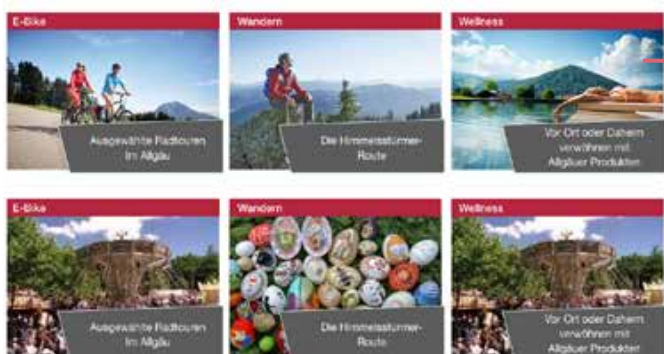 E-Bike
Wandern
Wellness
Ausgewählte Radtouren
im Allgäu
Die Himmelsstürmer-
Route
Vor Ort oder Daheim
verwöhnen mit
Allgäuer Produkten
E-Bike
Wandern
Wellness
Ausgewählte Radtouren
im Allgäu
Die Himmelsstürmer-
Route
Vor Ort oder Daheim
verwöhnen mit
Allgäuer Produkten